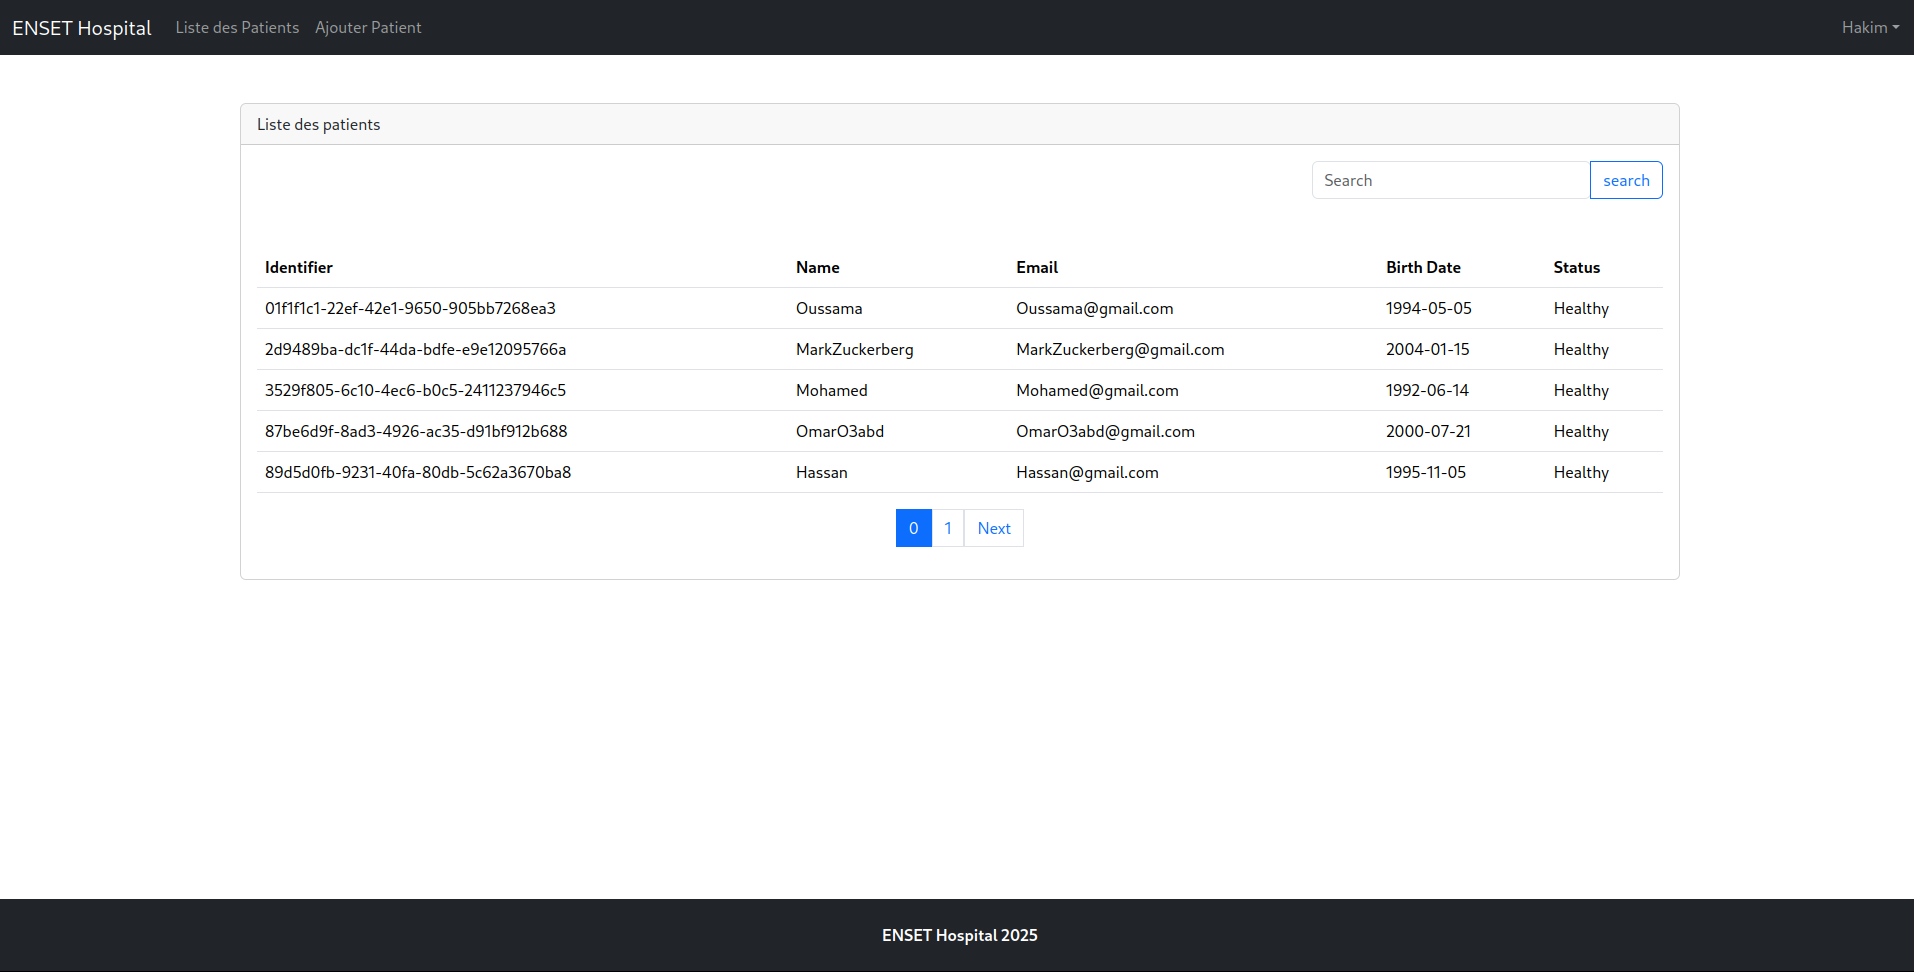 ENSET Hospital Liste des Patients Ajouter Patient Hakim
Liste des patients
Search search
Identifier Name Email Birth Date Status
01f1f1c1-22ef-42e1-9650-905bb7268ea3 Oussama Oussama@gmail.com 1994-05-05 Healthy
2d9489ba-dc1f-44da-bdfe-e9e12095766a MarkZuckerberg MarkZuckerberg@gmail.com 2004-01-15 Healthy
3529f805-6c10-4ec6-b0c5-2411237946c5 Mohamed Mohamed@gmail.com 1992-06-14 Healthy
87be6d9f-8ad3-4926-ac35-d91bf912b688 OmarO3abd OmarO3abd@gmail.com 2000-07-21 Healthy
89d5d0fb-9231-40fa-80db-5c62a3670ba8 Hassan Hassan@gmail.com 1995-11-05 Healthy
0 1 Next
ENSET Hospital 2025